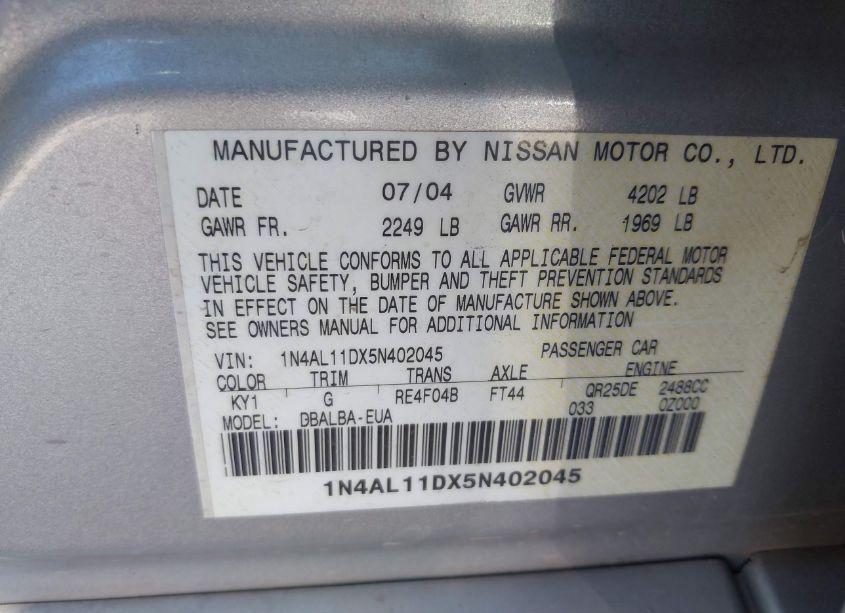 MANUFACTURED BY NISSAN MOTOR CO., LTD.
DATE 07/04 GVWR 4202 LB
GAWR FR. 2249 LB GAWR RR. 1969 LB
THIS VEHICLE CONFORMS TO ALL APPLICABLE FEDERAL MOTOR
VEHICLE SAFETY, BUMPER AND THEFT PREVENTION STANDARDS
IN EFFECT ON THE DATE OF MANUFACTURE SHOWN ABOVE.
SEE OWNERS MANUAL FOR ADDITIONAL INFORMATION
VIN: 1N4AL11DX5N402045 PASSENGER CAR
COLOR TRIM TRANS AXLE ENGINE
KY1 G RE4F04B FT44 QR25DE 2488CC
MODEL: DBALBA-EUA 033 0Z000
1N4AL11DX5N402045